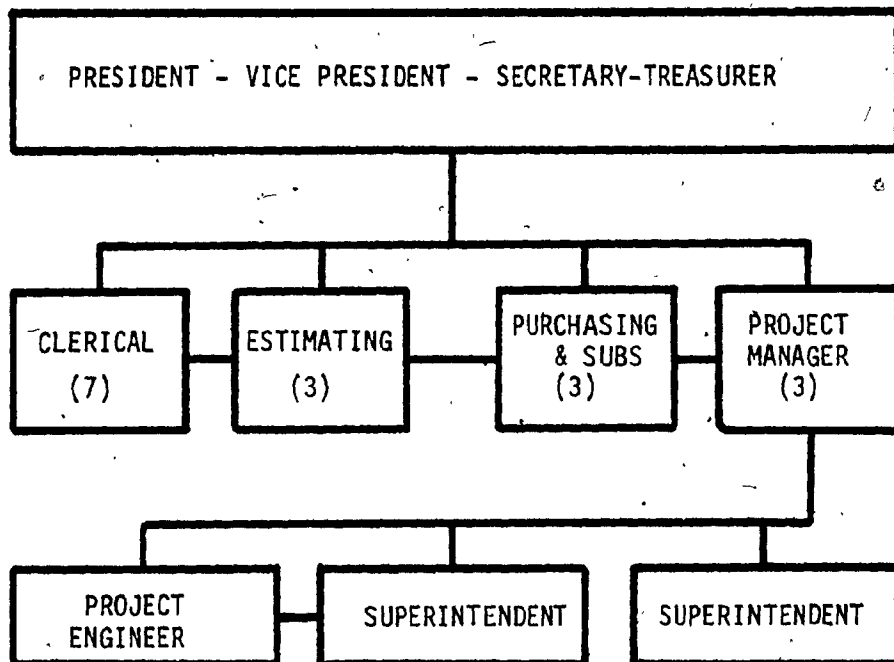 PRESIDENT - VICE PRESIDENT - SECRETARY-TREASURER
CLERICAL
(7)
ESTIMATING
(3)
PURCHASING
& SUBS
(3)
PROJECT
MANAGER
(3)
PROJECT
ENGINEER
SUPERINTENDENT
SUPERINTENDENT